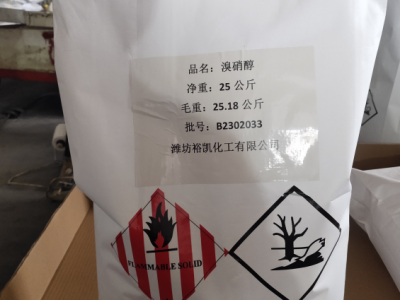 品名：溴硝醇
净重：25 公斤
毛重：25.18 公斤
批号：B2302033
潍坊裕凯化工有限公司
FLAMMABLE SOLID